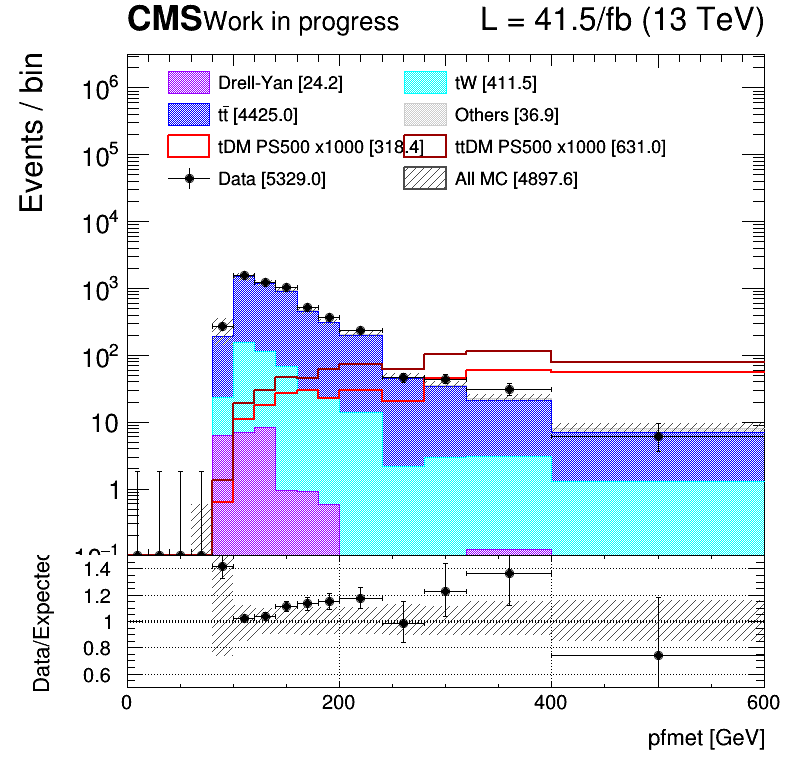 CMS Work in progress L = 41.5/fb (13 TeV)
Events / bin
Drell-Yan [24.2] tW [411.5]
tt̄ [4425.0] Others [36.9]
tDM PS500 x1000 [318.4] ttDM PS500 x1000 [631.0]
Data [5329.0] All MC [4897.6]
10⁶
10⁵
10⁴
10³
10²
10
1
10⁻¹
Data/Expected
1.4
1.2
1
0.8
0.6
0 200 400 600
pfmet [GeV]